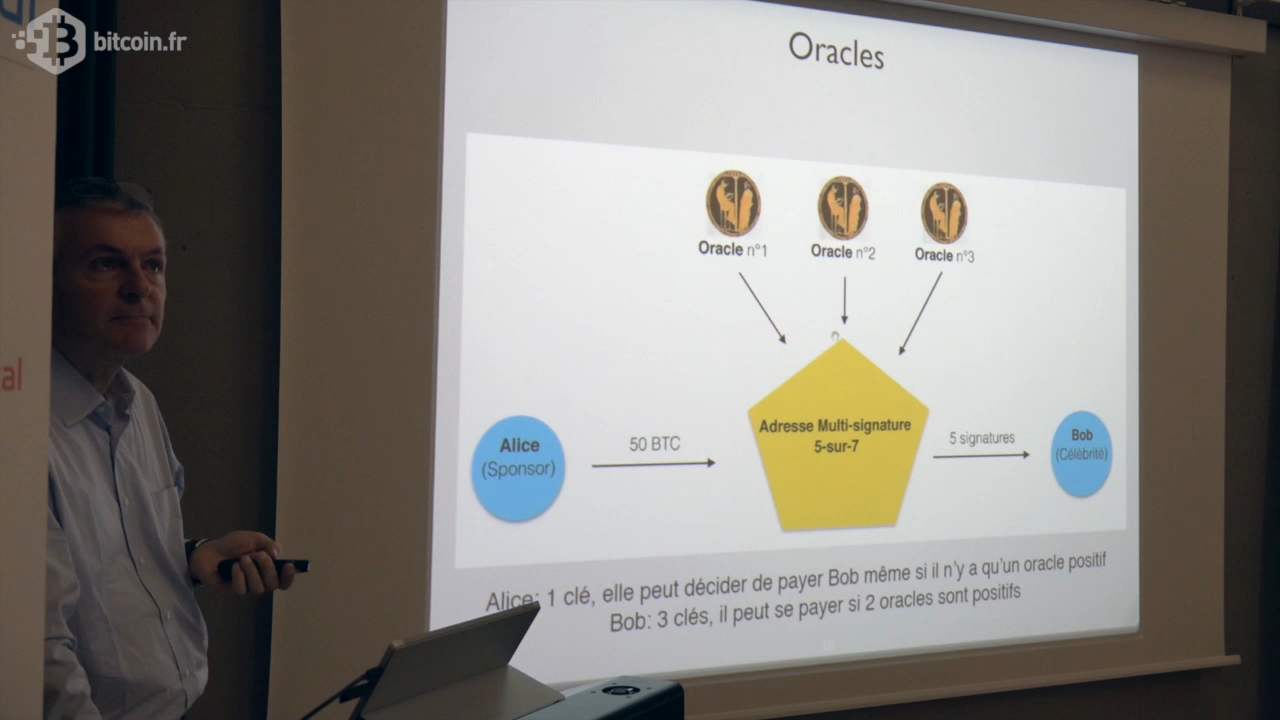 bitcoin.fr
Oracles
Oracle n°1
Oracle n°2
Oracle n°3
Alice
(Sponsor)
50 BTC
Adresse Multi-signature
5-sur-7
5 signatures
Bob
(Célébrité)
Alice: 1 clé, elle peut décider de payer Bob même si il n'y a qu'un oracle positif
Bob: 3 clés, il peut se payer si 2 oracles sont positifs
al